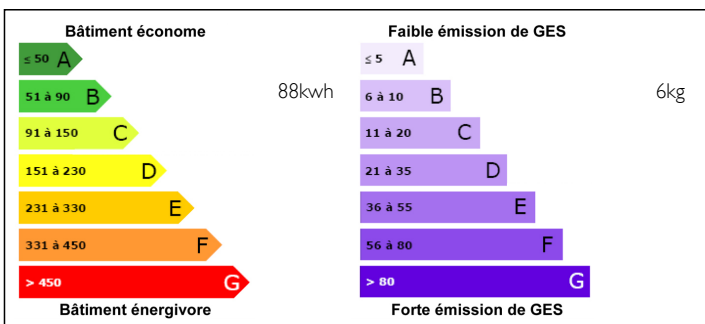 Bâtiment économe
≤ 50 A
51 à 90 B
88kwh
91 à 150 C
151 à 230 D
231 à 330 E
331 à 450 F
> 450 G
Bâtiment énergivore
Faible émission de GES
≤ 5 A
6 à 10 B
6kg
11 à 20 C
21 à 35 D
36 à 55 E
56 à 80 F
> 80 G
Forte émission de GES